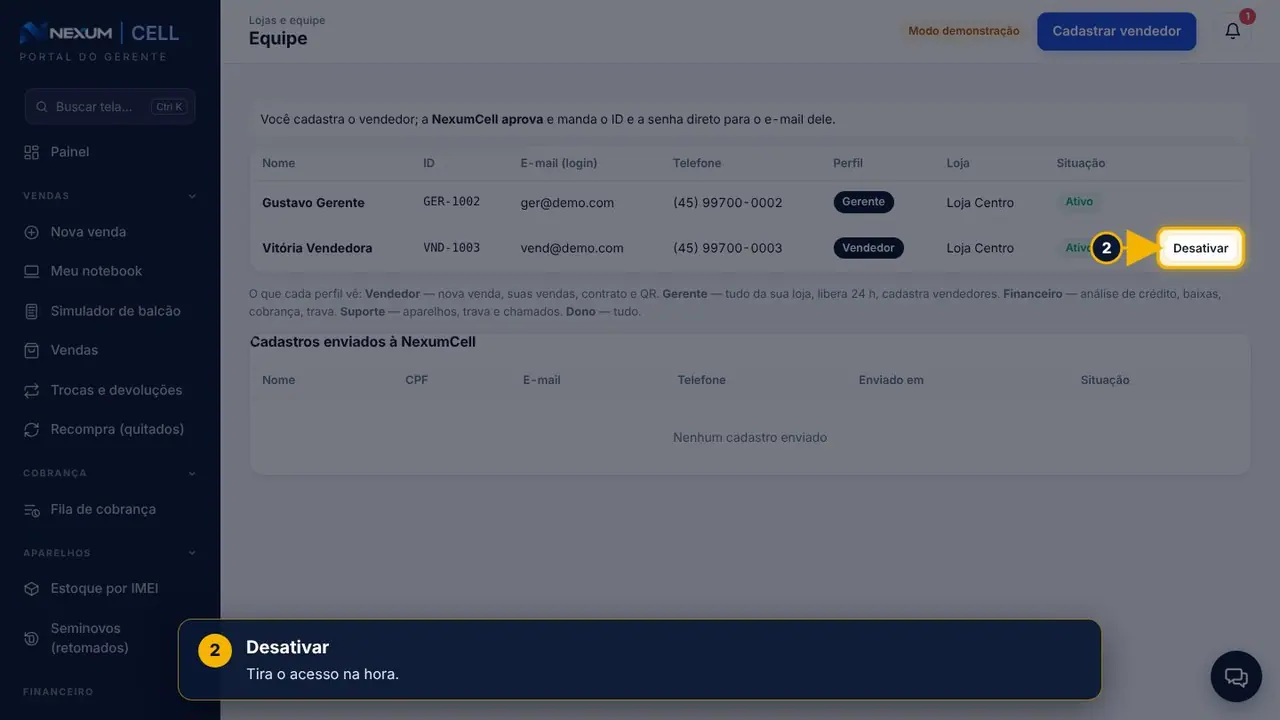 NEXUM | CELL
PORTAL DO GERENTE
Buscar tela... Ctrl K
Painel
VENDAS
Nova venda
Meu notebook
Simulador de balcão
Vendas
Trocas e devoluções
Recompra (quitados)
COBRANÇA
Fila de cobrança
APARELHOS
Estoque por IMEI
Seminovos
(retomados)
FINANCEIRO
Lojas e equipe
Equipe
Modo demonstração
Cadastrar vendedor
1
Você cadastra o vendedor; a NexumCell aprova e manda o ID e a senha direto para o e-mail dele.
Nome ID E-mail (login) Telefone Perfil Loja Situação
Gustavo Gerente GER-1002 ger@demo.com (45) 99700-0002 Gerente Loja Centro Ativo
Vitória Vendedora VND-1003 vend@demo.com (45) 99700-0003 Vendedor Loja Centro Ativo 2 Desativar
O que cada perfil vê: Vendedor — nova venda, suas vendas, contrato e QR. Gerente — tudo da sua loja, libera 24 h, cadastra vendedores. Financeiro — análise de crédito, baixas,
cobrança, trava. Suporte — aparelhos, trava e chamados. Dono — tudo.
Cadastros enviados à NexumCell
Nome CPF E-mail Telefone Enviado em Situação
Nenhum cadastro enviado
2 Desativar
Tira o acesso na hora.